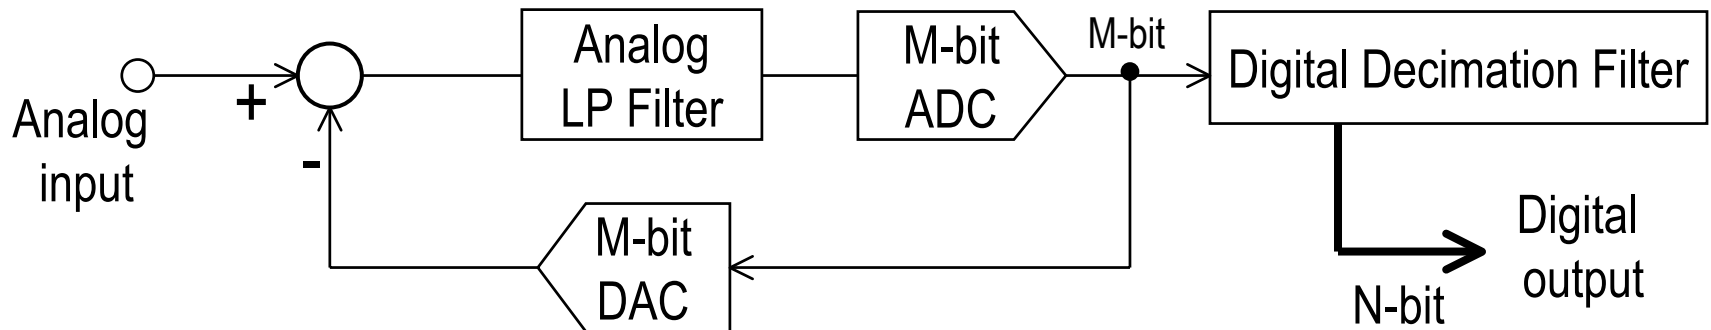 Analog
input
+
-
Analog
LP Filter
M-bit
ADC
M-bit
Digital Decimation Filter
M-bit
DAC
N-bit
Digital
output